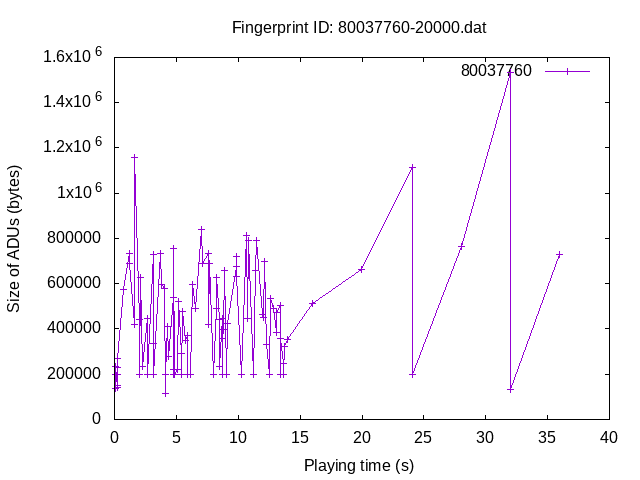 Fingerprint ID: 80037760-20000.dat
80037760
1.6x10^6
1.4x10^6
1.2x10^6
1x10^6
800000
600000
400000
200000
0
Size of ADUs (bytes)
0 5 10 15 20 25 30 35 40
Playing time (s)